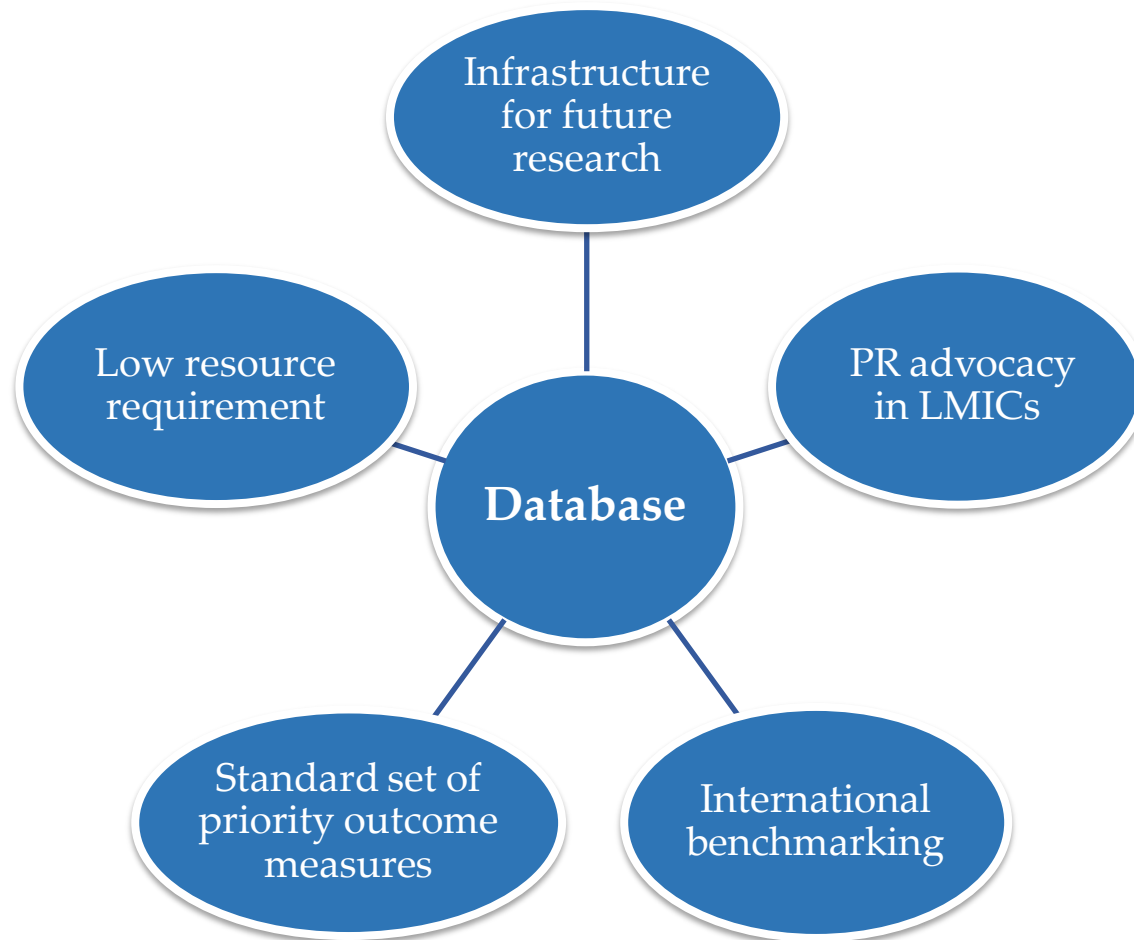 Infrastructure
for future
research
Low resource
requirement
PR advocacy
in LMICs
Database
Standard set of
priority outcome
measures
International
benchmarking